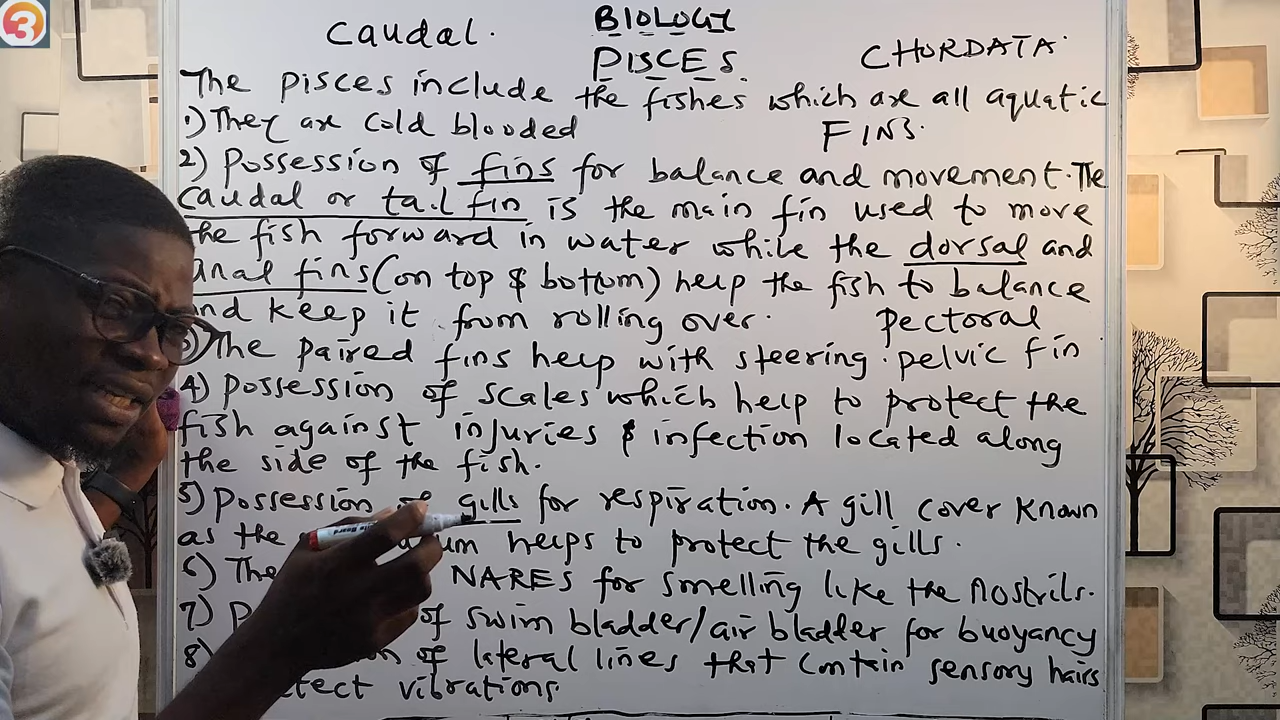 3
Caudal.
BIOLOGY
PISCES.
CHORDATA.
The pisces include the fishes which are all aquatic
1) They are cold blooded
FINS.
2) Possession of fins for balance and movement. The
caudal or tail fin is the main fin used to move
the fish forward in water while the dorsal and
anal fins (on top & bottom) help the fish to balance
and keep it from rolling over.
pectoral
3) The paired fins help with steering. pelvic fin
4) Possession of scales which help to protect the
fish against injuries & infection located along
the side of the fish.
5) Possession of gills for respiration. A gill cover known
as the helps to protect the gills.
6) The NARES for smelling like the nostrils.
7) of swim bladder/air bladder for buoyancy
8) of lateral lines that contain sensory hairs
detect vibrations.